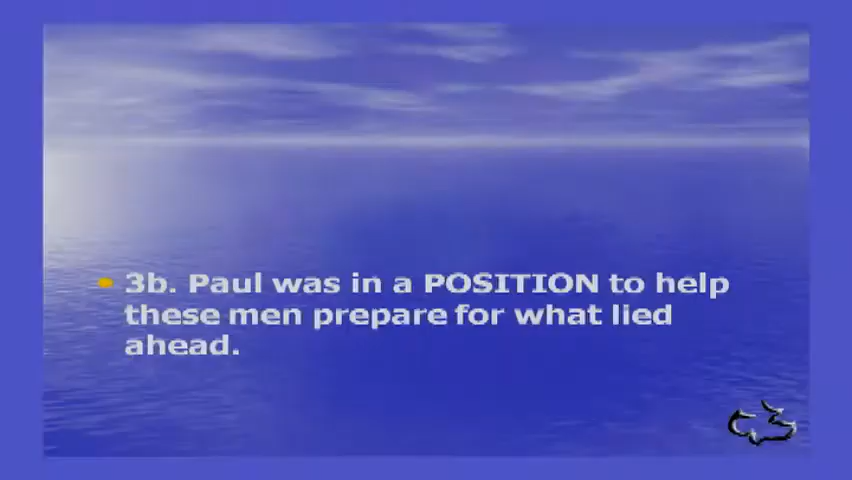 3b. Paul was in a POSITION to help
these men prepare for what lied
ahead.